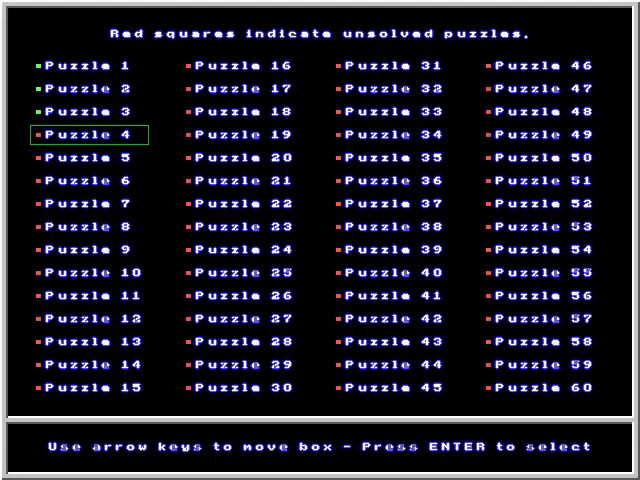 Red squares indicate unsolved puzzles.
Puzzle 1 Puzzle 16 Puzzle 31 Puzzle 46
Puzzle 2 Puzzle 17 Puzzle 32 Puzzle 47
Puzzle 3 Puzzle 18 Puzzle 33 Puzzle 48
Puzzle 4 Puzzle 19 Puzzle 34 Puzzle 49
Puzzle 5 Puzzle 20 Puzzle 35 Puzzle 50
Puzzle 6 Puzzle 21 Puzzle 36 Puzzle 51
Puzzle 7 Puzzle 22 Puzzle 37 Puzzle 52
Puzzle 8 Puzzle 23 Puzzle 38 Puzzle 53
Puzzle 9 Puzzle 24 Puzzle 39 Puzzle 54
Puzzle 10 Puzzle 25 Puzzle 40 Puzzle 55
Puzzle 11 Puzzle 26 Puzzle 41 Puzzle 56
Puzzle 12 Puzzle 27 Puzzle 42 Puzzle 57
Puzzle 13 Puzzle 28 Puzzle 43 Puzzle 58
Puzzle 14 Puzzle 29 Puzzle 44 Puzzle 59
Puzzle 15 Puzzle 30 Puzzle 45 Puzzle 60
Use arrow keys to move box - Press ENTER to select